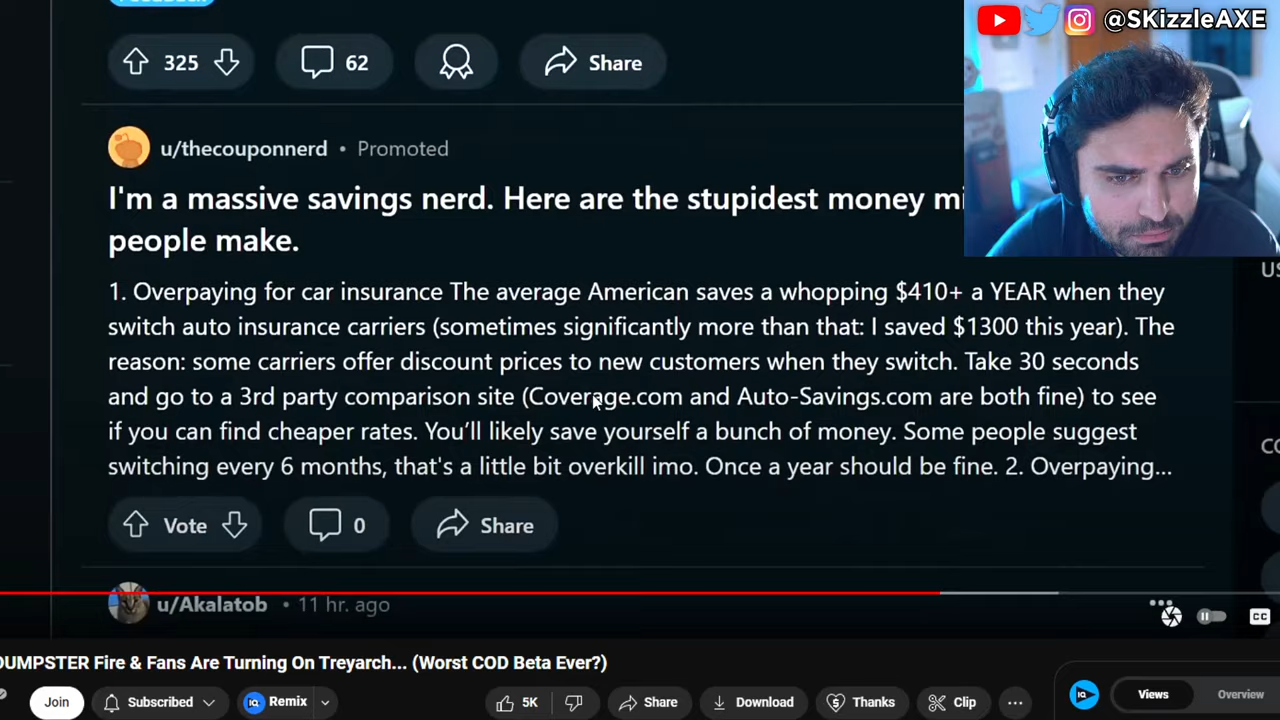 @SKizzleAXE
325
62
Share
u/thecouponnerd • Promoted
I'm a massive savings nerd. Here are the stupidest money
people make.
1. Overpaying for car insurance The average American saves a whopping $410+ a YEAR when they
switch auto insurance carriers (sometimes significantly more than that: I saved $1300 this year). The
reason: some carriers offer discount prices to new customers when they switch. Take 30 seconds
and go to a 3rd party comparison site (Coverage.com and Auto-Savings.com are both fine) to see
if you can find cheaper rates. You’ll likely save yourself a bunch of money. Some people suggest
switching every 6 months, that's a little bit overkill imo. Once a year should be fine. 2. Overpaying...
Vote
0
Share
u/Akalatob • 11 hr. ago
CC
DUMPSTER Fire & Fans Are Turning On Treyarch... (Worst COD Beta Ever?)
Join
Subscribed
Remix
5K
Share
Download
Thanks
Clip
Views
Overview